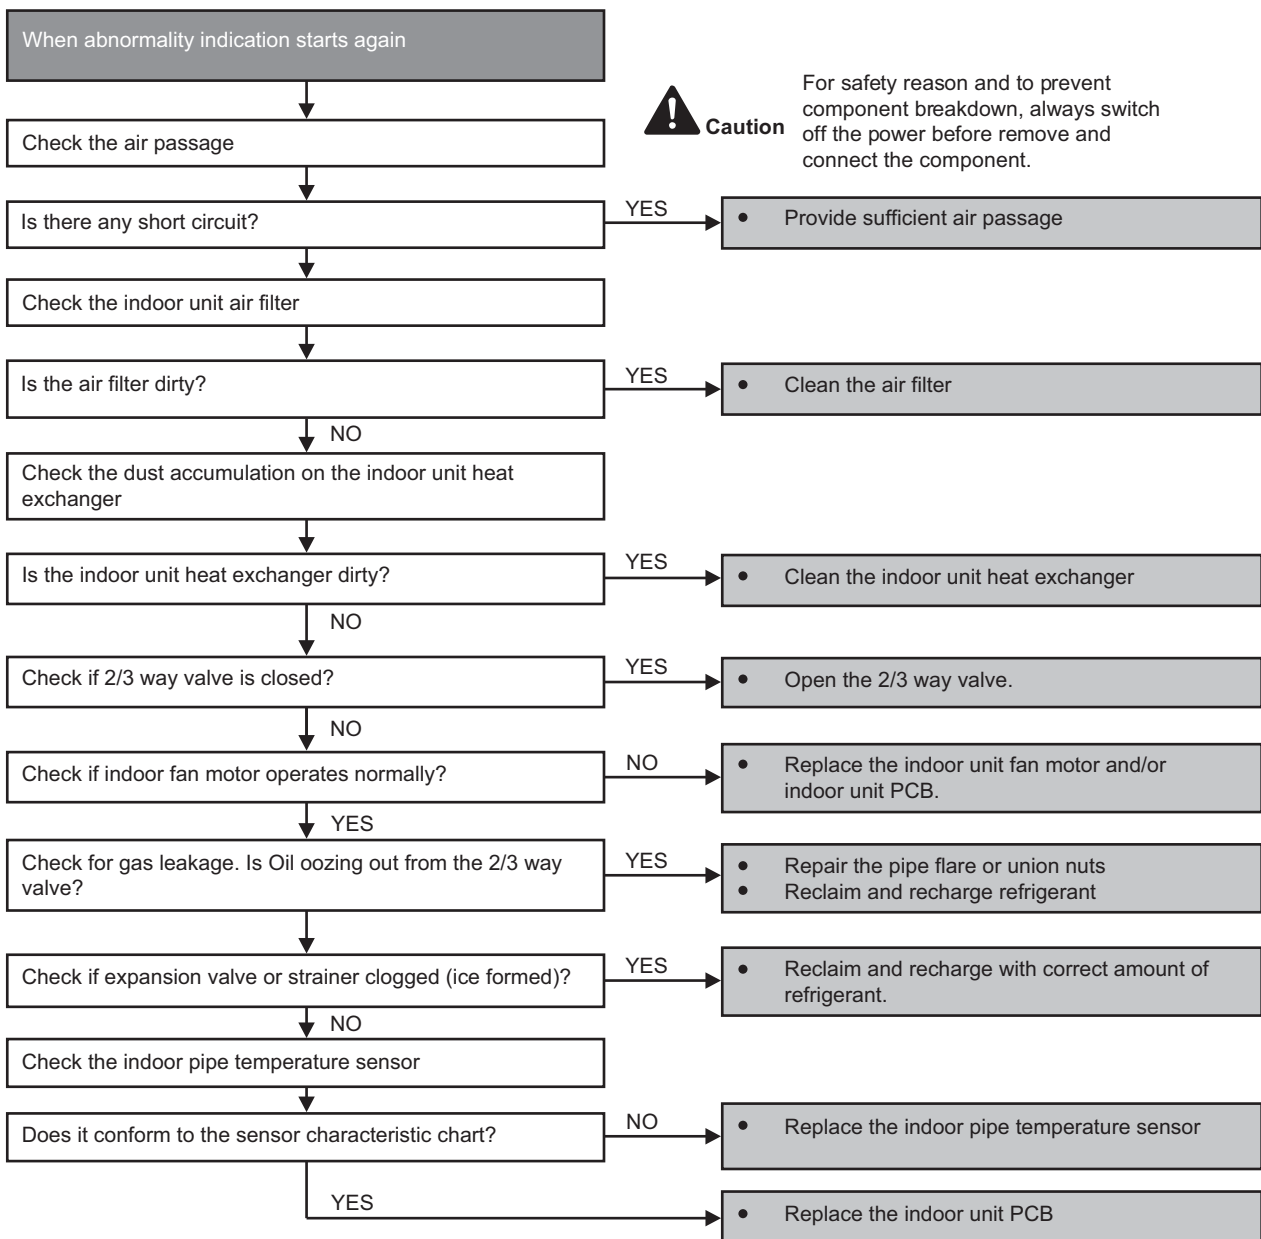 When abnormality indication starts again
Caution
For safety reason and to prevent
component breakdown, always switch
off the power before remove and
connect the component.
Check the air passage
Is there any short circuit?
YES
• Provide sufficient air passage
Check the indoor unit air filter
Is the air filter dirty?
YES
• Clean the air filter
NO
Check the dust accumulation on the indoor unit heat
exchanger
Is the indoor unit heat exchanger dirty?
YES
• Clean the indoor unit heat exchanger
NO
Check if 2/3 way valve is closed?
YES
• Open the 2/3 way valve.
NO
Check if indoor fan motor operates normally?
NO
• Replace the indoor unit fan motor and/or
indoor unit PCB.
YES
Check for gas leakage. Is Oil oozing out from the 2/3 way
valve?
YES
• Repair the pipe flare or union nuts
• Reclaim and recharge refrigerant
Check if expansion valve or strainer clogged (ice formed)?
YES
• Reclaim and recharge with correct amount of
refrigerant.
NO
Check the indoor pipe temperature sensor
Does it conform to the sensor characteristic chart?
NO
• Replace the indoor pipe temperature sensor
YES
• Replace the indoor unit PCB